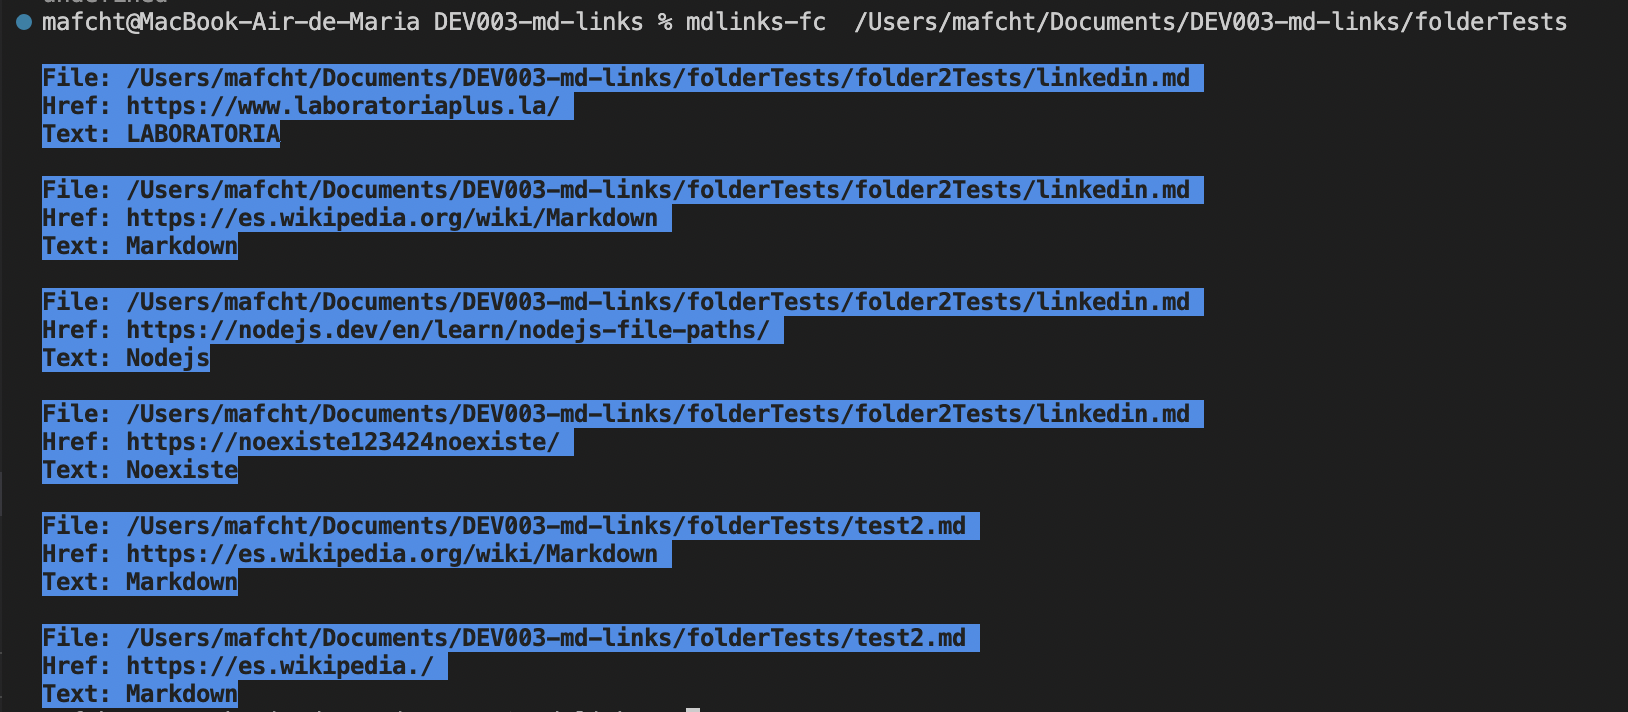 mafcht@MacBook-Air-de-Maria DEV003-md-links % mdlinks-fc  /Users/mafcht/Documents/DEV003-md-links/folderTests
File: /Users/mafcht/Documents/DEV003-md-links/folderTests/folder2Tests/linkedin.md
Href: https://www.laboratoriaplus.la/
Text: LABORATORIA
File: /Users/mafcht/Documents/DEV003-md-links/folderTests/folder2Tests/linkedin.md
Href: https://es.wikipedia.org/wiki/Markdown
Text: Markdown
File: /Users/mafcht/Documents/DEV003-md-links/folderTests/folder2Tests/linkedin.md
Href: https://nodejs.dev/en/learn/nodejs-file-paths/
Text: Nodejs
File: /Users/mafcht/Documents/DEV003-md-links/folderTests/folder2Tests/linkedin.md
Href: https://noexiste123424noexiste/
Text: Noexiste
File: /Users/mafcht/Documents/DEV003-md-links/folderTests/test2.md
Href: https://es.wikipedia.org/wiki/Markdown
Text: Markdown
File: /Users/mafcht/Documents/DEV003-md-links/folderTests/test2.md
Href: https://es.wikipedia./
Text: Markdown